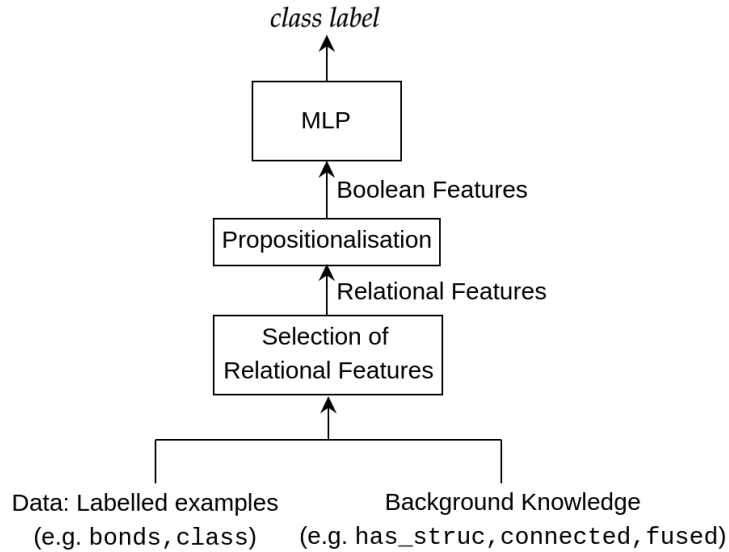 class label
MLP
Boolean Features
Propositionalisation
Relational Features
Selection of
Relational Features
Data: Labelled examples
(e.g. bonds,class)
Background Knowledge
(e.g. has_struc,connected,fused)